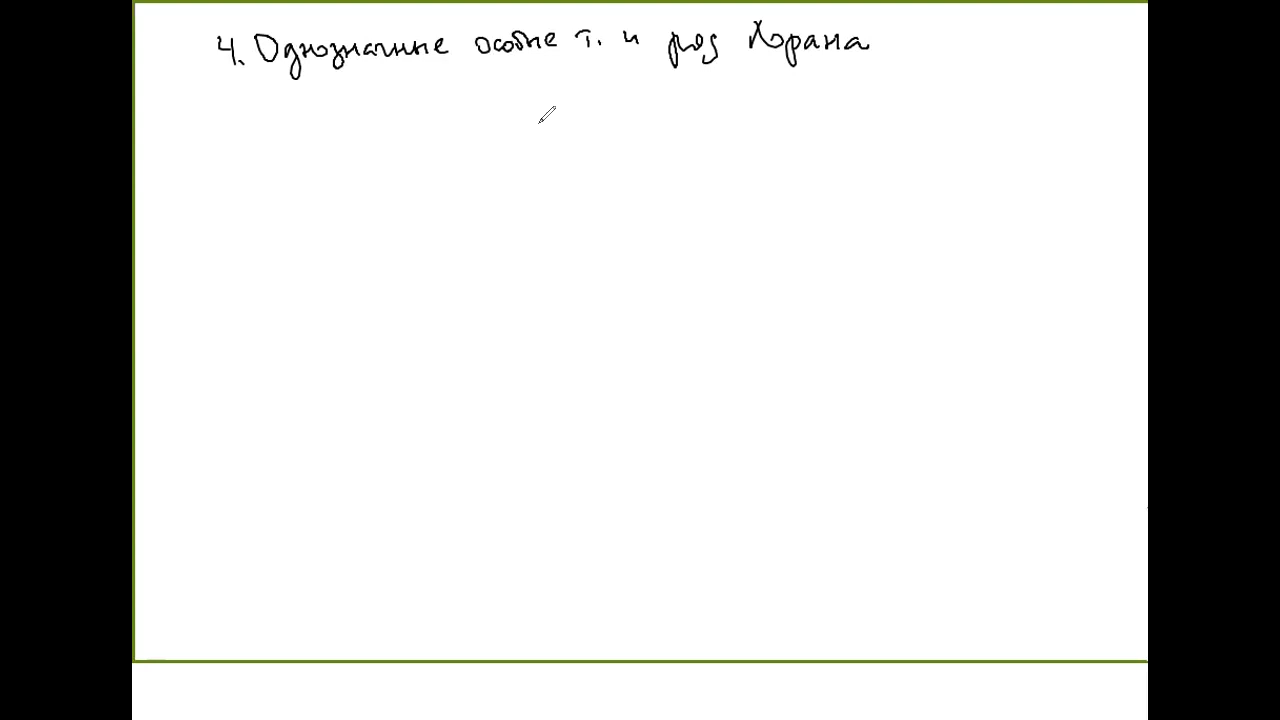 4. Однозначные особые т. и ряд Лорана